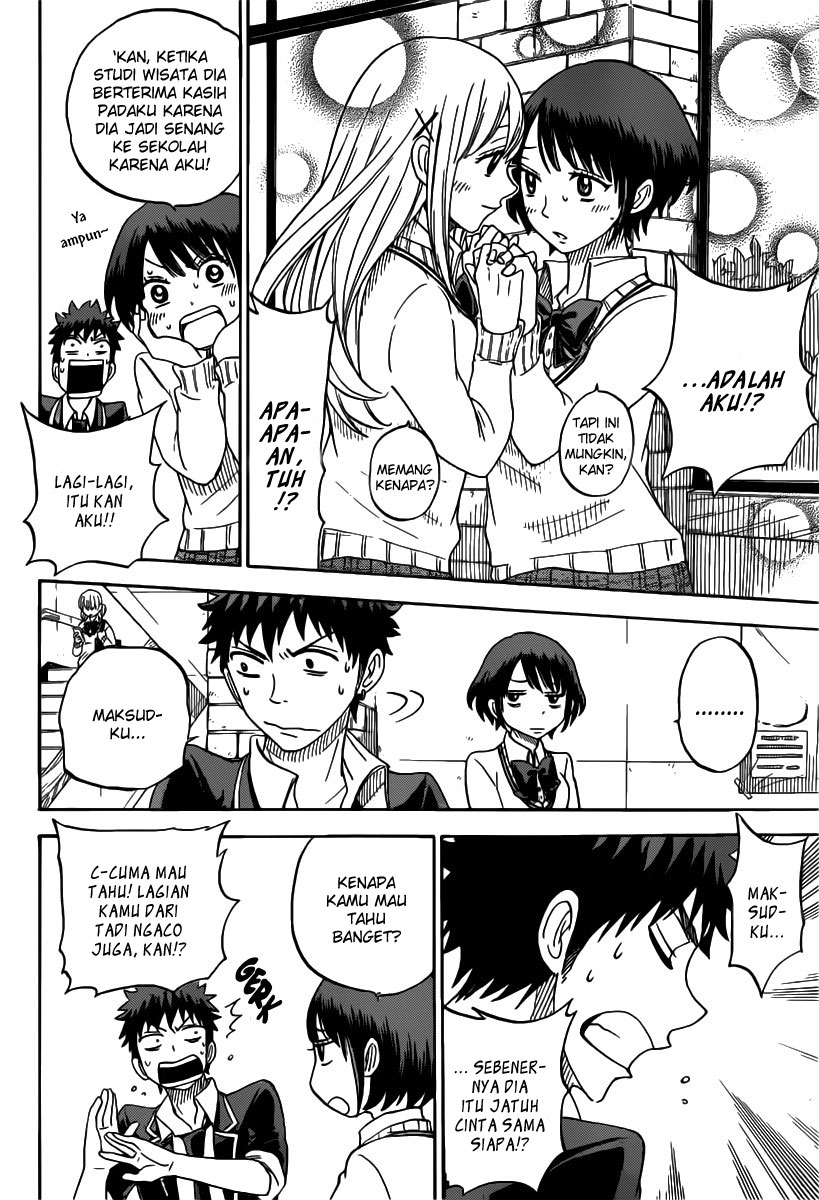 ...ADALAH
AKU!?
TAPI INI
TIDAK
MUNGKIN,
KAN?
MEMANG
KENAPA?
APA-
APA-
AN,
TUH
!?
'KAN, KETIKA
STUDI WISATA DIA
BERTERIMA KASIH
PADAKU KARENA
DIA JADI SENANG
KE SEKOLAH
KARENA AKU!
Ya
ampun~
LAGI-LAGI,
ITU KAN
AKU!!
.........
MAKSUD-
KU...
MAK-
SUD-
KU...
... SEBENER-
NYA DIA
ITU JATUH
CINTA SAMA
SIAPA!?
KENAPA
KAMU MAU
TAHU
BANGET?
C-CUMA MAU
TAHU! LAGIAN
KAMU DARI
TADI NGACO
JUGA, KAN!?
GERK